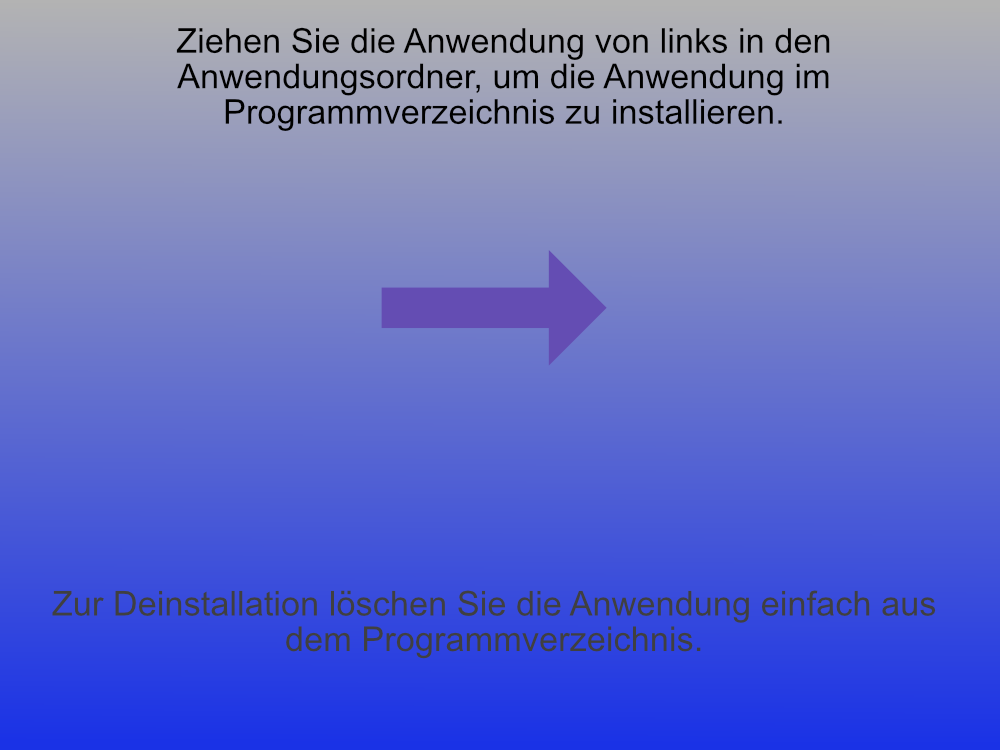 Ziehen Sie die Anwendung von links in den
Anwendungsordner, um die Anwendung im
Programmverzeichnis zu installieren.
Zur Deinstallation löschen Sie die Anwendung einfach aus
dem Programmverzeichnis.